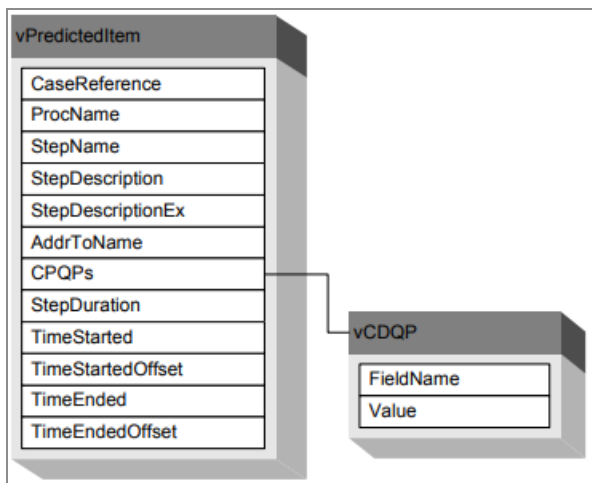 vPredictedItem
CaseReference
ProcName
StepName
StepDescription
StepDescriptionEx
AddrToName
CPQPs
StepDuration
TimeStarted
TimeStartedOffset
TimeEnded
TimeEndedOffset
vCDQP
FieldName
Value